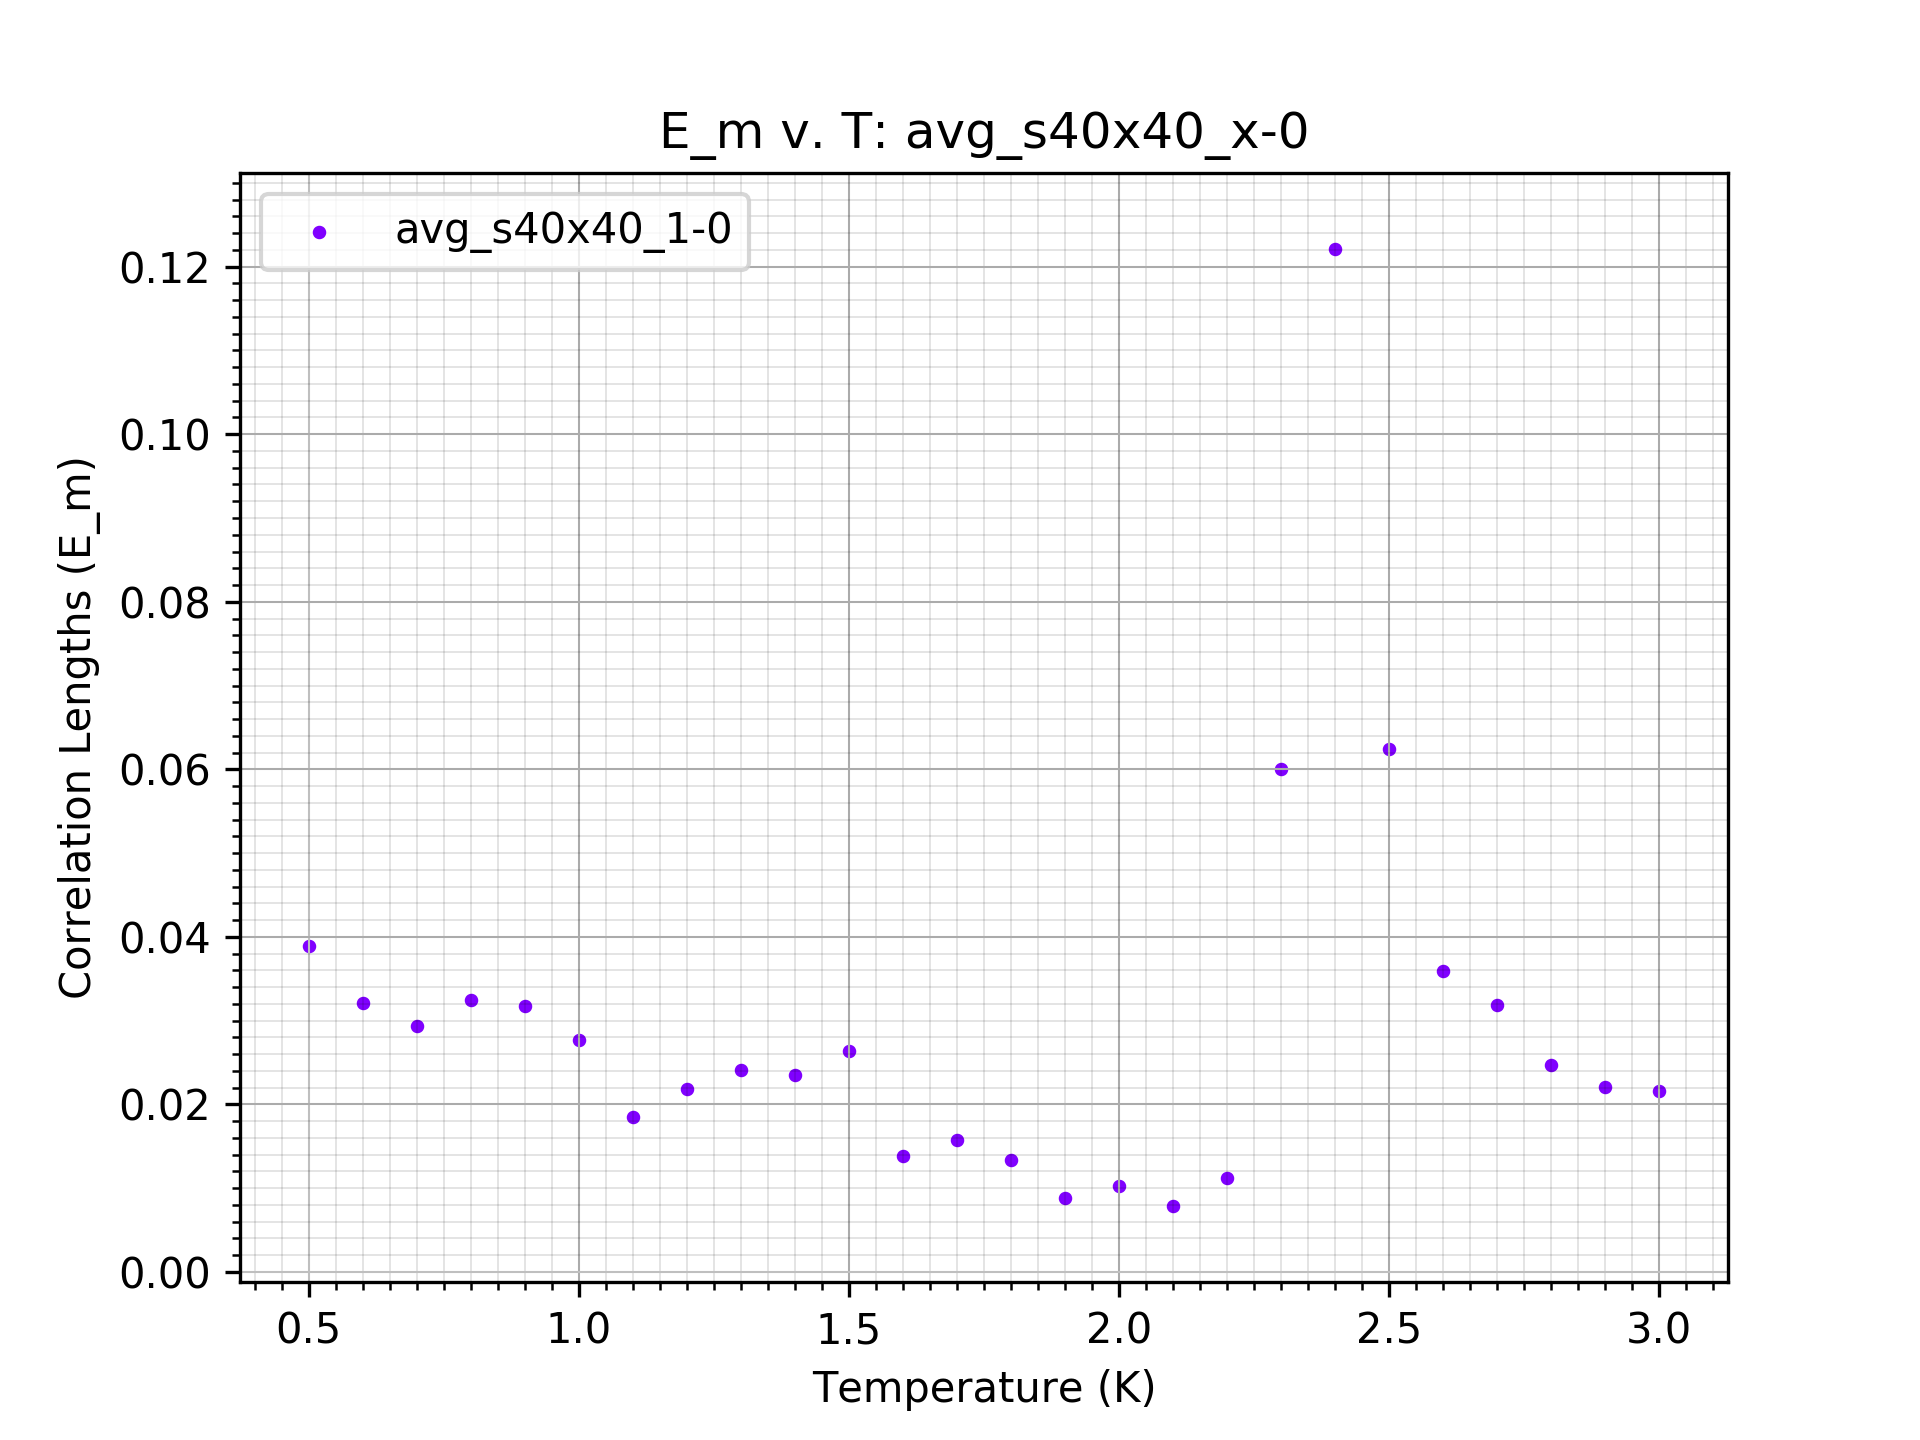 E_m v. T: avg_s40x40_x-0
avg_s40x40_1-0
Correlation Lengths (E_m)
0.12
0.10
0.08
0.06
0.04
0.02
0.00
0.5 1.0 1.5 2.0 2.5 3.0
Temperature (K)